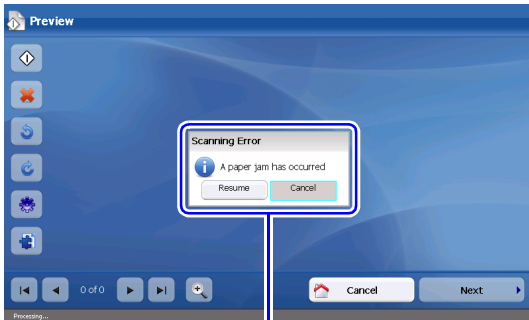 Preview
Scanning Error
A paper jam has occurred
Resume Cancel
0 of 0
Cancel Next
Processing...